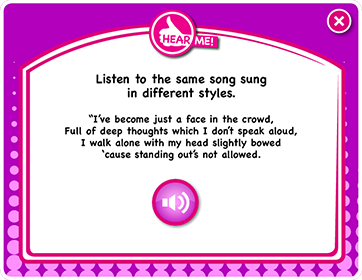 HEAR ME!
Listen to the same song sung
in different styles.
"I've become just a face in the crowd,
Full of deep thoughts which I don't speak aloud,
I walk alone with my head slightly bowed
'cause standing out's not allowed.